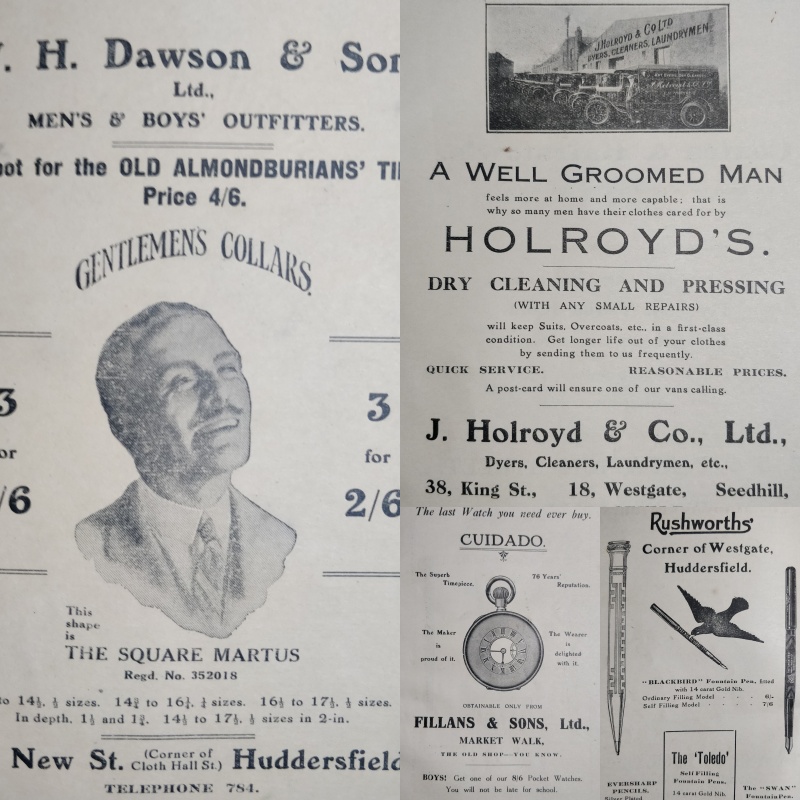 . H. Dawson & Son
Ltd.,
MEN'S & BOYS' OUTFITTERS.
for the OLD ALMONDBURIANS'
Price 4/6.
GENTLEMEN'S COLLARS.
3
3
or
for
/6
2/6
This
shape
is
THE SQUARE MARTUS
Regd. No. 352018
to 14½, ½ sizes. 14¾ to 16¼, ¼ sizes. 16½ to 17½, ½ sizes.
In depth, 1½ and 1¾. 14½ to 17½, ½ sizes in 2-in.
New St. (Corner of Cloth Hall St.) Huddersfield
TELEPHONE 784.
J. HOLROYD & CO LTD
DYERS, CLEANERS, LAUNDRYMEN.
A WELL GROOMED MAN
feels more at home and more capable; that is
why so many men have their clothes cared for by
HOLROYD'S.
DRY CLEANING AND PRESSING
(WITH ANY SMALL REPAIRS)
will keep Suits, Overcoats, etc., in a first-class
condition. Get longer life out of your clothes
by sending them to us frequently.
QUICK SERVICE. REASONABLE PRICES.
A post-card will ensure one of our vans calling.
J. Holroyd & Co., Ltd.,
Dyers, Cleaners, Laundrymen, etc.,
38, King St., 18, Westgate, Seedhill,
The last Watch you need ever buy.
CUIDADO.
The Superb
Timepiece.
76 Years'
Reputation.
The Maker
is
proud of it.
The Wearer
is
delighted
with it.
OBTAINABLE ONLY FROM
FILLANS & SONS, Ltd.,
MARKET WALK,
THE OLD SHOP—YOU KNOW.
BOYS! Get one of our 8/6 Pocket Watches.
You will not be late for school.
Rushworths'
Corner of Westgate,
Huddersfield.
"BLACKBIRD" Fountain Pen, fitted
with 14 carat Gold Nib.
Ordinary Filling Model - - - 6/-
Self Filling Model - - - 7/6
The 'Toledo'
Self Filling
Fountain Pens.
14 carat Gold Nib.
EVERSHARP
PENCILS.
Silver Plated
The "SWAN"
Fountain Pen.